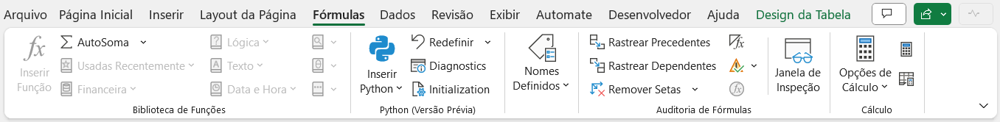 Arquivo Página Inicial Inserir Layout da Página Fórmulas Dados Revisão Exibir Automate Desenvolvedor Ajuda Design da Tabela
fx Inserir Função
AutoSoma
Usadas Recentemente
Financeira
Lógica
Texto
Data e Hora
Biblioteca de Funções
Inserir Python
Redefinir
Diagnostics
Initialization
Python (Versão Prévia)
Nomes Definidos
Rastrear Precedentes
Rastrear Dependentes
Remover Setas
Janela de Inspeção
Auditoria de Fórmulas
Opções de Cálculo
Cálculo